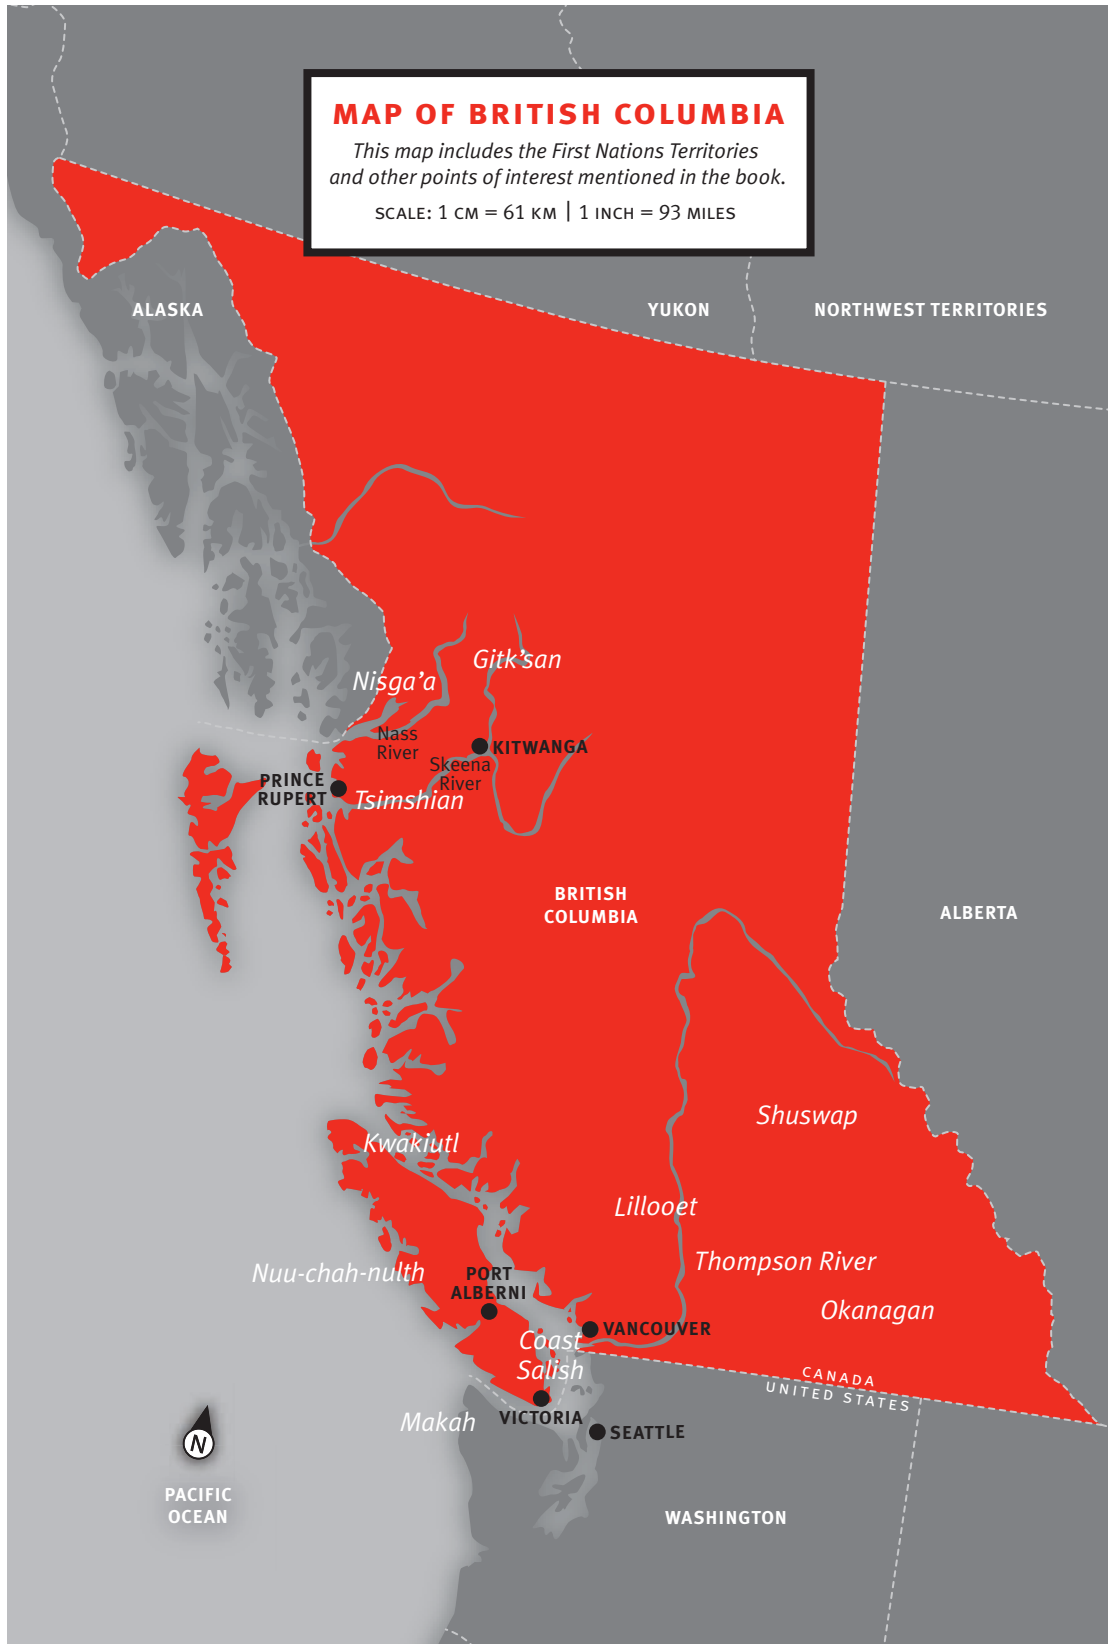 MAP OF BRITISH COLUMBIA
This map includes the First Nations Territories
and other points of interest mentioned in the book.
SCALE: 1 CM = 61 KM | 1 INCH = 93 MILES
ALASKA
YUKON
NORTHWEST TERRITORIES
Gitk’san
Nisga’a
Nass
River
KITWANGA
Skeena
River
PRINCE
RUPERT
Tsimshian
BRITISH
COLUMBIA
ALBERTA
Shuswap
Kwakiutl
Lillooet
Thompson River
Nuu-chah-nulth
PORT
ALBERNI
Okanagan
VANCOUVER
Coast
Salish
CANADA
UNITED STATES
Makah
VICTORIA
SEATTLE
N
PACIFIC
OCEAN
WASHINGTON